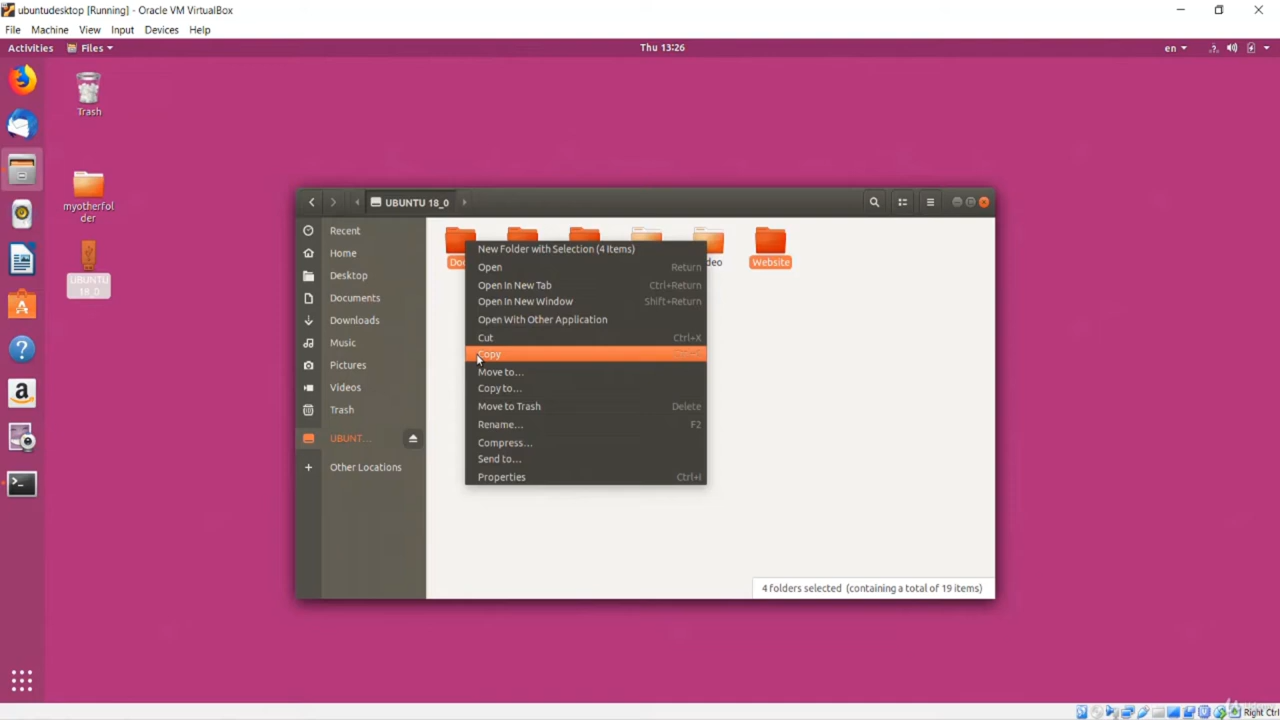 ubuntudesktop [Running] - Oracle VM VirtualBox
File Machine View Input Devices Help
Activities Files Thu 13:26 en
Trash
myotherfol
der
UBUNTU
18_0
UBUNTU 18_0
Recent
Home
Desktop
Documents
Downloads
Music
Pictures
Videos
Trash
UBUNT...
Other Locations
Doc
deo
Website
New Folder with Selection (4 Items)
Open Return
Open In New Tab Ctrl+Return
Open In New Window Shift+Return
Open With Other Application
Cut Ctrl+X
Copy
Move to...
Copy to...
Move to Trash Delete
Rename... F2
Compress...
Send to...
Properties Ctrl+I
4 folders selected (containing a total of 19 items)
Right Ctrl